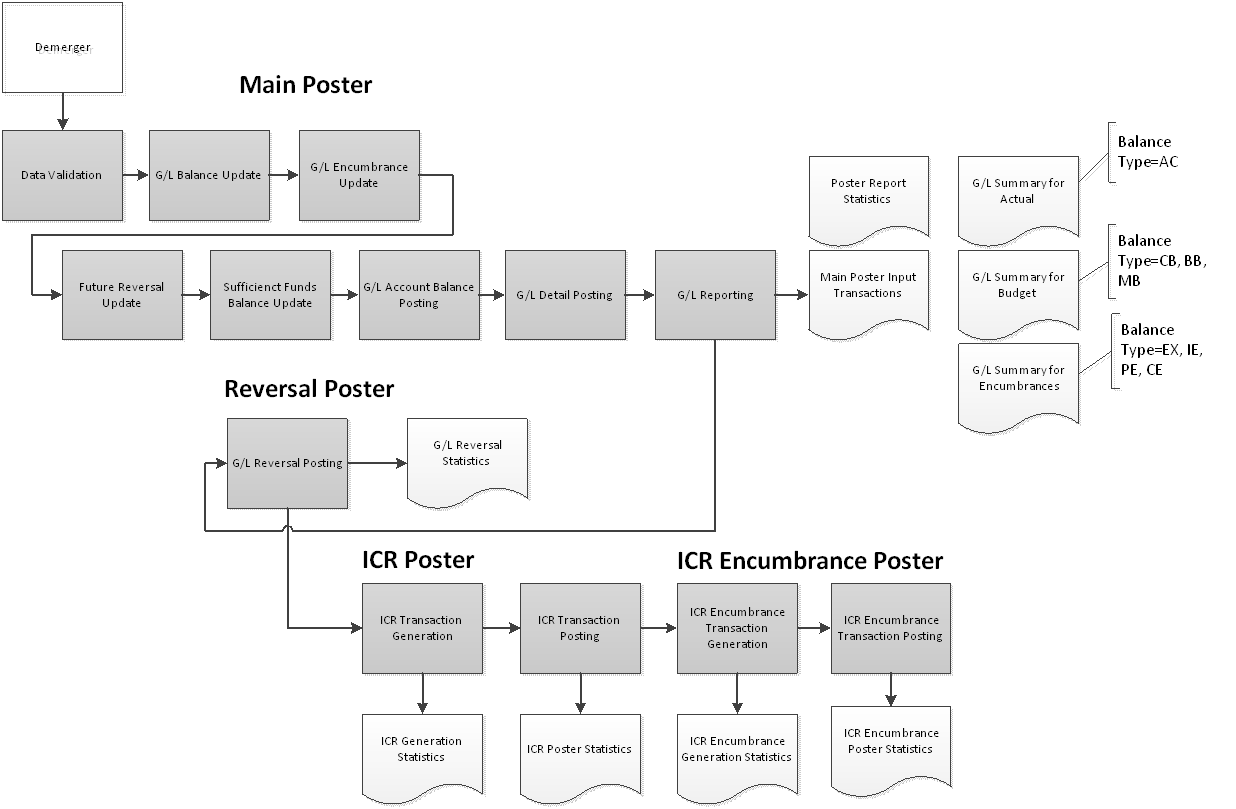 Demerger
Main Poster
Data Validation
G/L Balance Update
G/L Encumbrance
Update
Poster Report
Statistics
G/L Summary for
Actual
Balance
Type=AC
Future Reversal
Update
Sufficienct Funds
Balance Update
G/L Account Balance
Posting
G/L Detail Posting
G/L Reporting
Main Poster Input
Transactions
G/L Summary for
Budget
Balance
Type=CB, BB,
MB
G/L Summary for
Encumbrances
Balance
Type=EX, IE,
PE, CE
Reversal Poster
G/L Reversal Posting
G/L Reversal
Statistics
ICR Poster
ICR Encumbrance Poster
ICR Transaction
Generation
ICR Transaction
Posting
ICR Encumbrance
Transaction
Generation
ICR Encumbrance
Transaction Posting
ICR Generation
Statistics
ICR Poster Statistics
ICR Encumbrance
Generation Statistics
ICR Encumbrance
Poster Statistics